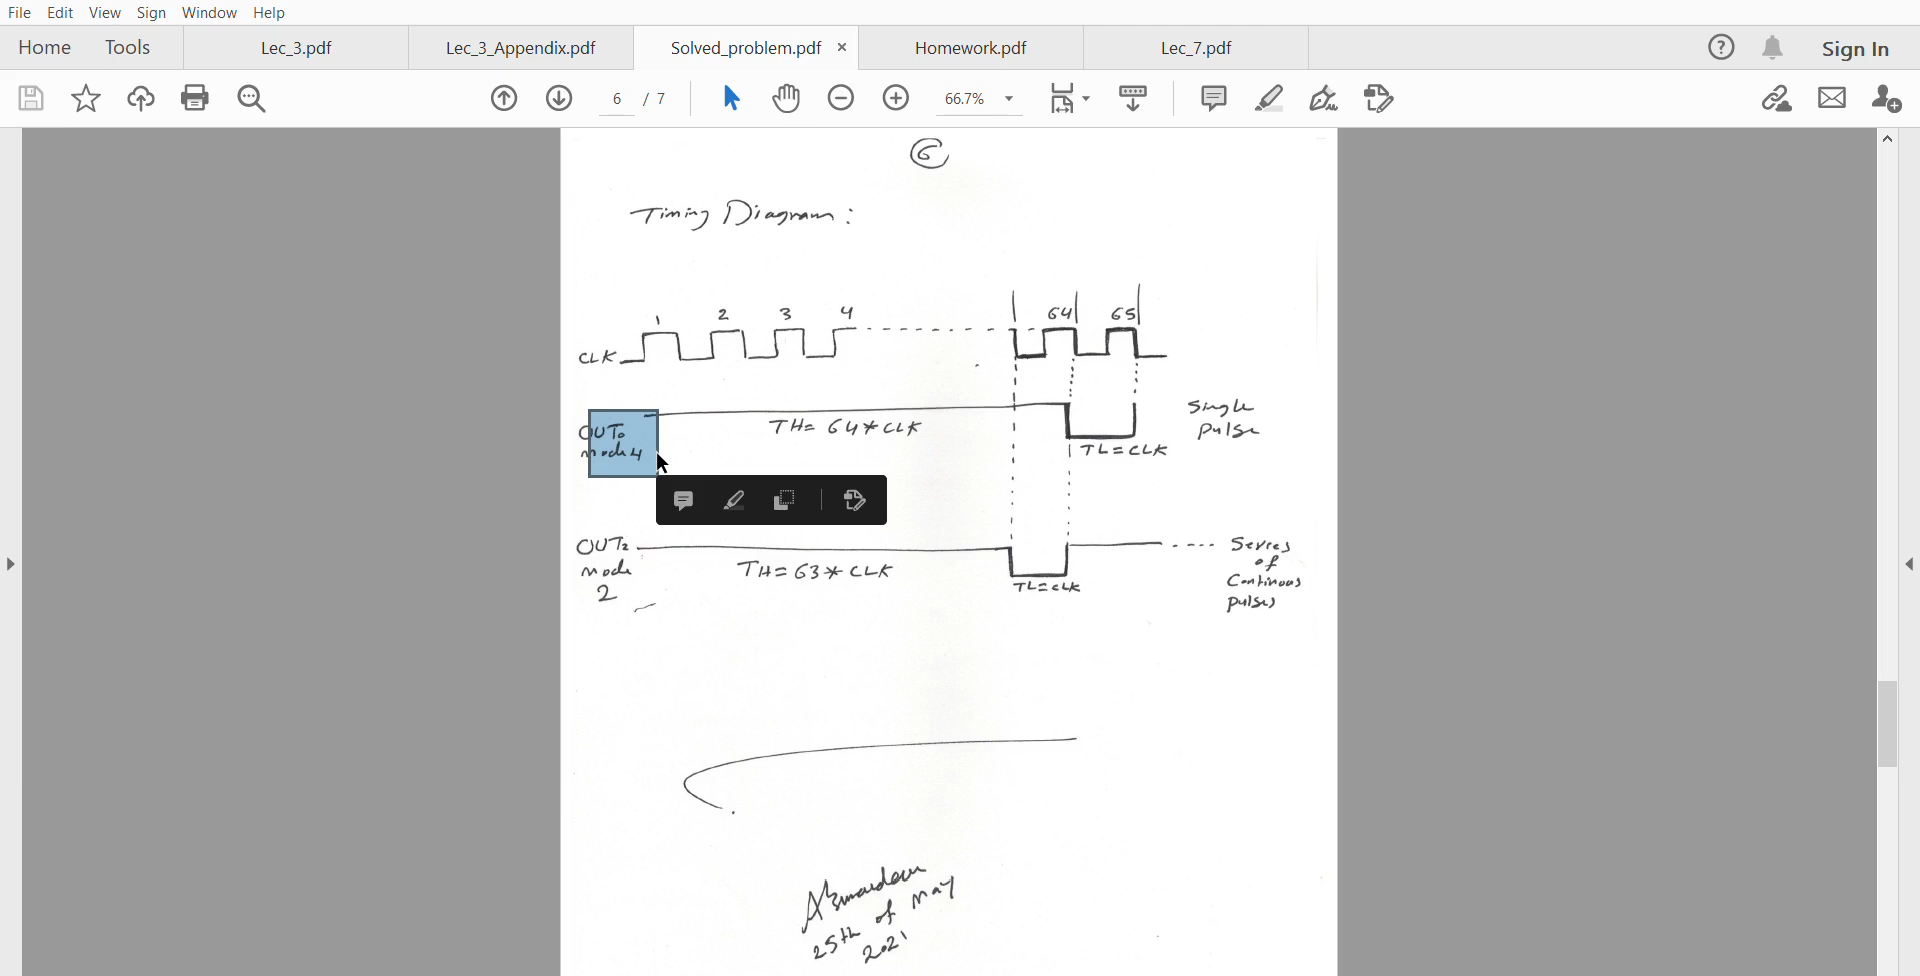 File Edit View Sign Window Help
Home Tools Lec_3.pdf Lec_3_Appendix.pdf Solved_problem.pdf × Homework.pdf Lec_7.pdf Sign In
6 / 7 66.7%
6
Timing Diagram :
1 2 3 4 64 65
CLK
OUT0
mode 4
TH= 64*CLK
TL=CLK
Single
pulse
OUT2
mode
2
TH= 63* CLK
TL=CLK
Series
of
Continous
pulses
25th of may
2021